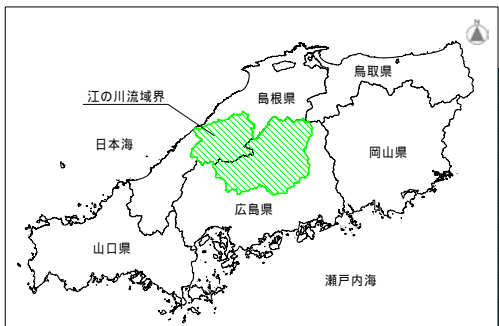 鳥取県
江の川流域界
島根県
日本海
岡山県
広島県
山口県
瀬戸内海